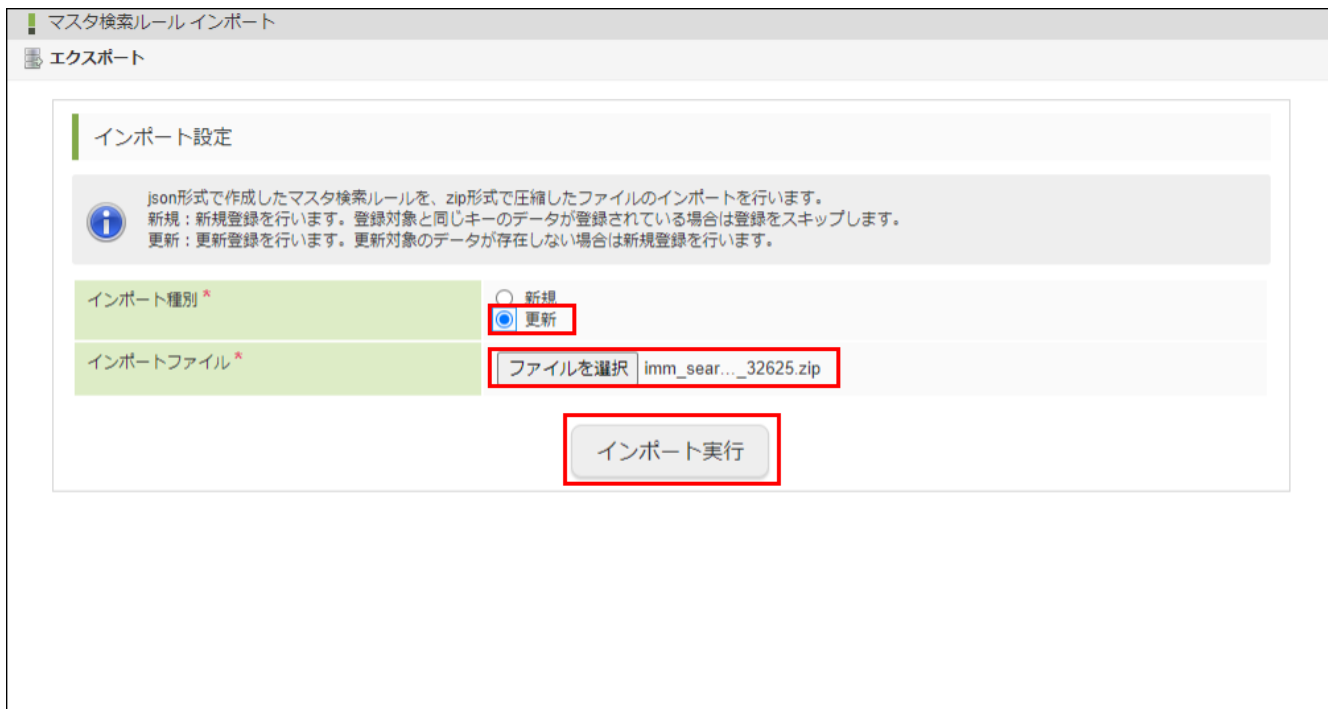 マスタ検索ルール インポート
エクスポート
インポート設定
json形式で作成したマスタ検索ルールを、zip形式で圧縮したファイルのインポートを行います。
新規：新規登録を行います。登録対象と同じキーのデータが登録されている場合は登録をスキップします。
更新：更新登録を行います。更新対象のデータが存在しない場合は新規登録を行います。
インポート種別 *
新規
更新
インポートファイル *
ファイルを選択 imm_sear..._32625.zip
インポート実行